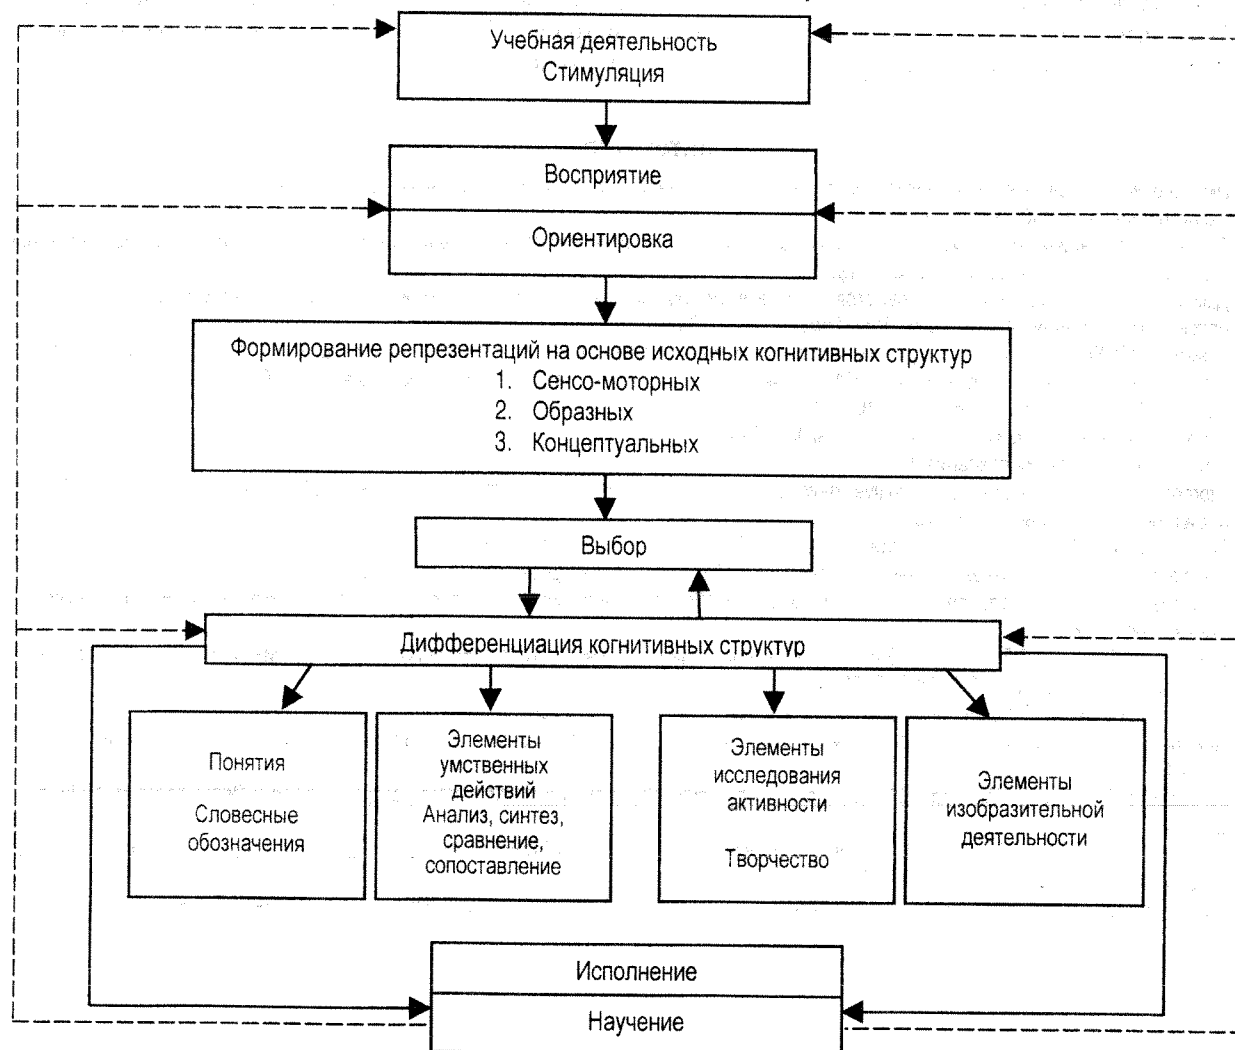 Учебная деятельность
Стимуляция
Восприятие
Ориентировка
Формирование репрезентаций на основе исходных когнитивных структур
1. Сенсо-моторных
2. Образных
3. Концептуальных
Выбор
Дифференциация когнитивных структур
Понятия
Словесные
обозначения
Элементы
умственных
действий
Анализ, синтез,
сравнение,
сопоставление
Элементы
исследования
активности
Творчество
Элементы
изобразительной
деятельности
Исполнение
Научение